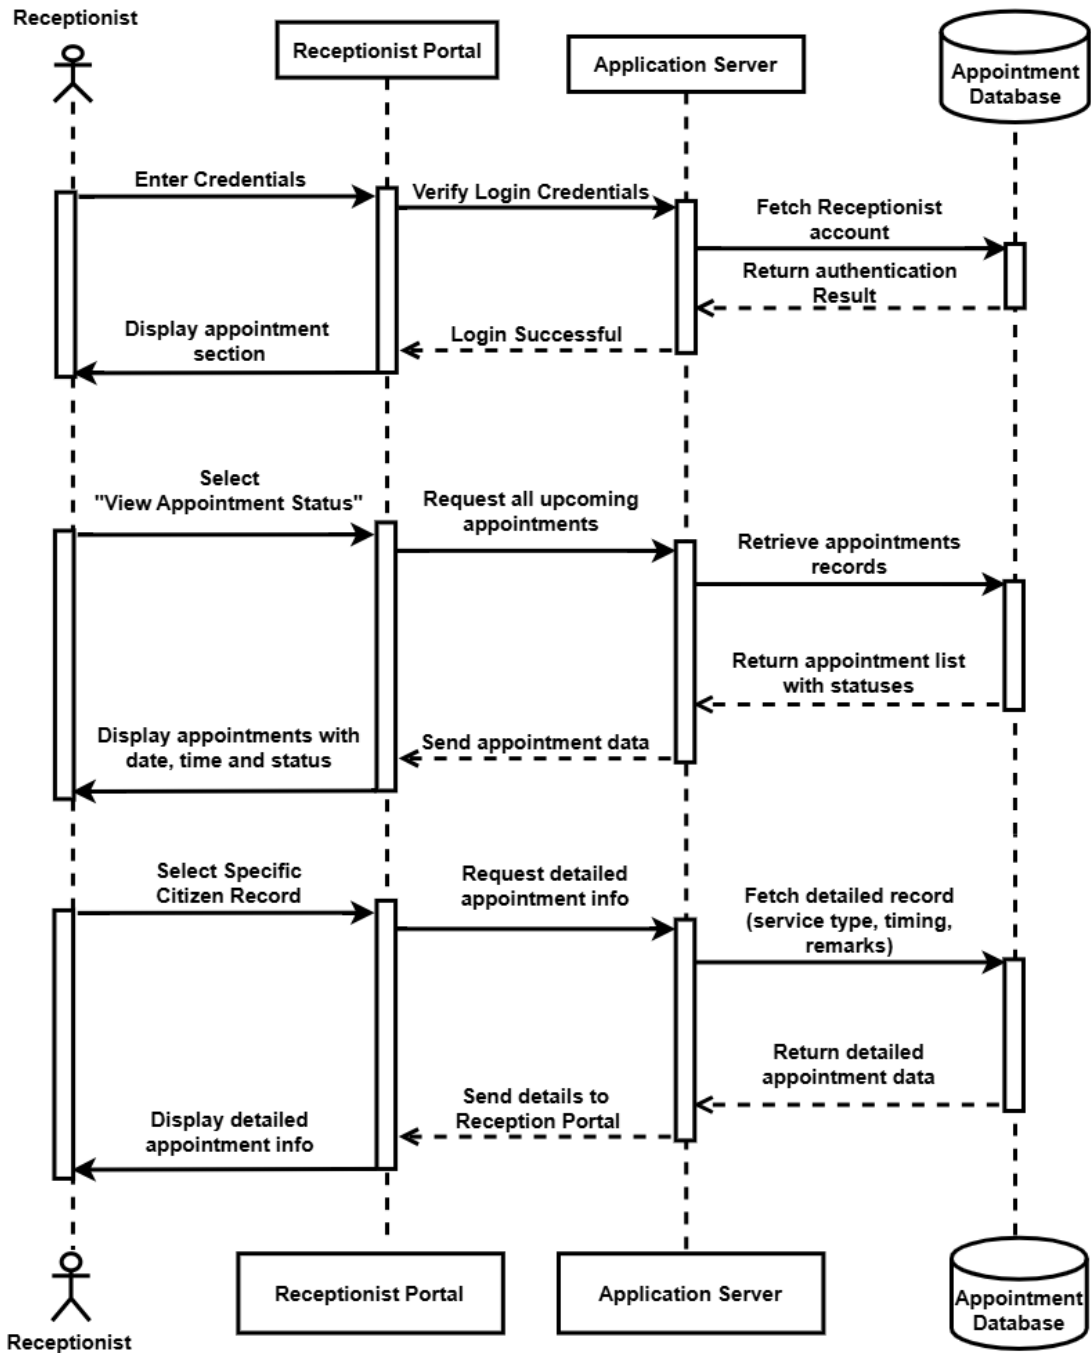 Receptionist
Receptionist Portal
Application Server
Appointment
Database
Enter Credentials
Verify Login Credentials
Fetch Receptionist
account
Return authentication
Result
Login Successful
Display appointment
section
Select
"View Appointment Status"
Request all upcoming
appointments
Retrieve appointments
records
Return appointment list
with statuses
Send appointment data
Display appointments with
date, time and status
Select Specific
Citizen Record
Request detailed
appointment info
Fetch detailed record
(service type, timing,
remarks)
Return detailed
appointment data
Send details to
Reception Portal
Display detailed
appointment info
Receptionist
Receptionist Portal
Application Server
Appointment
Database